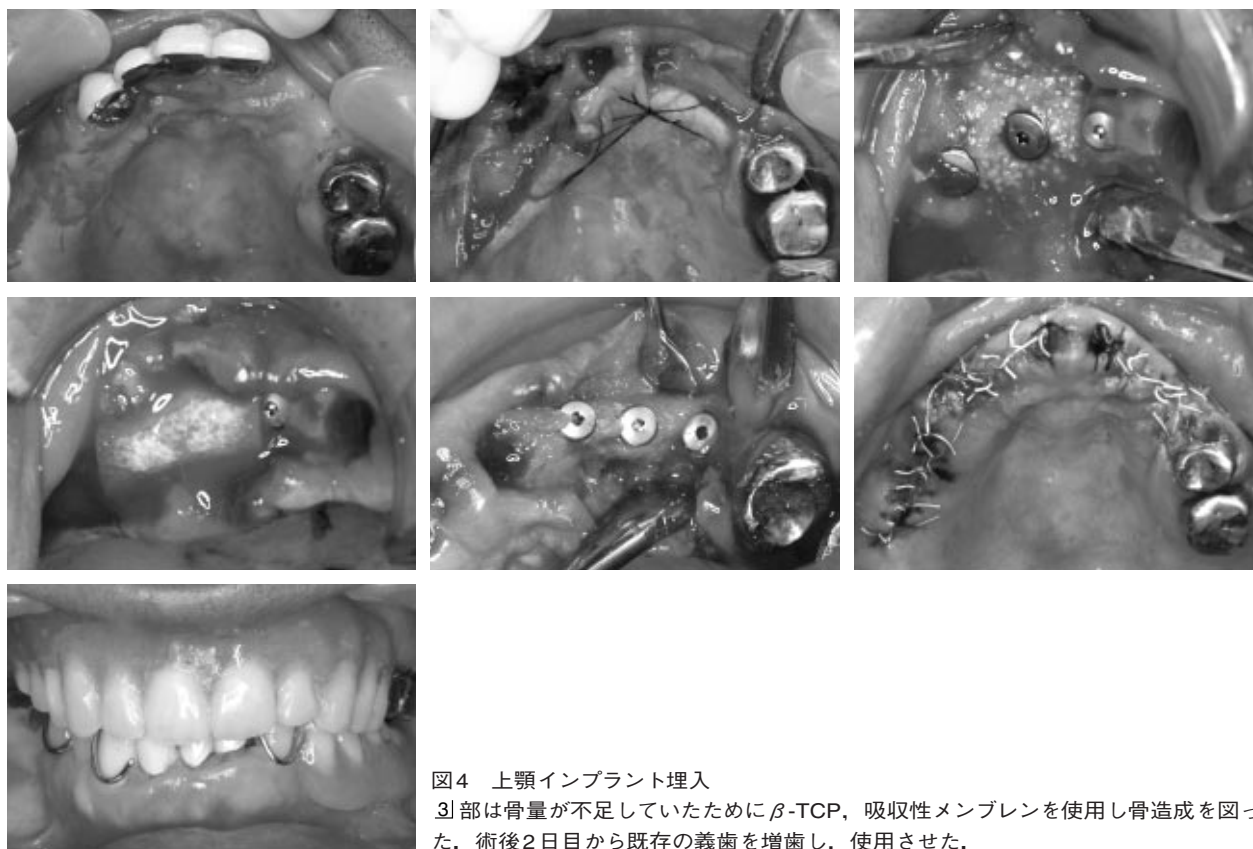 図4 上顎インプラント埋入
3｣部は骨量が不足していたためにβ-TCP，吸収性メンブレンを使用し骨造成を図っ
た．術後2日目から既存の義歯を増歯し，使用させた．